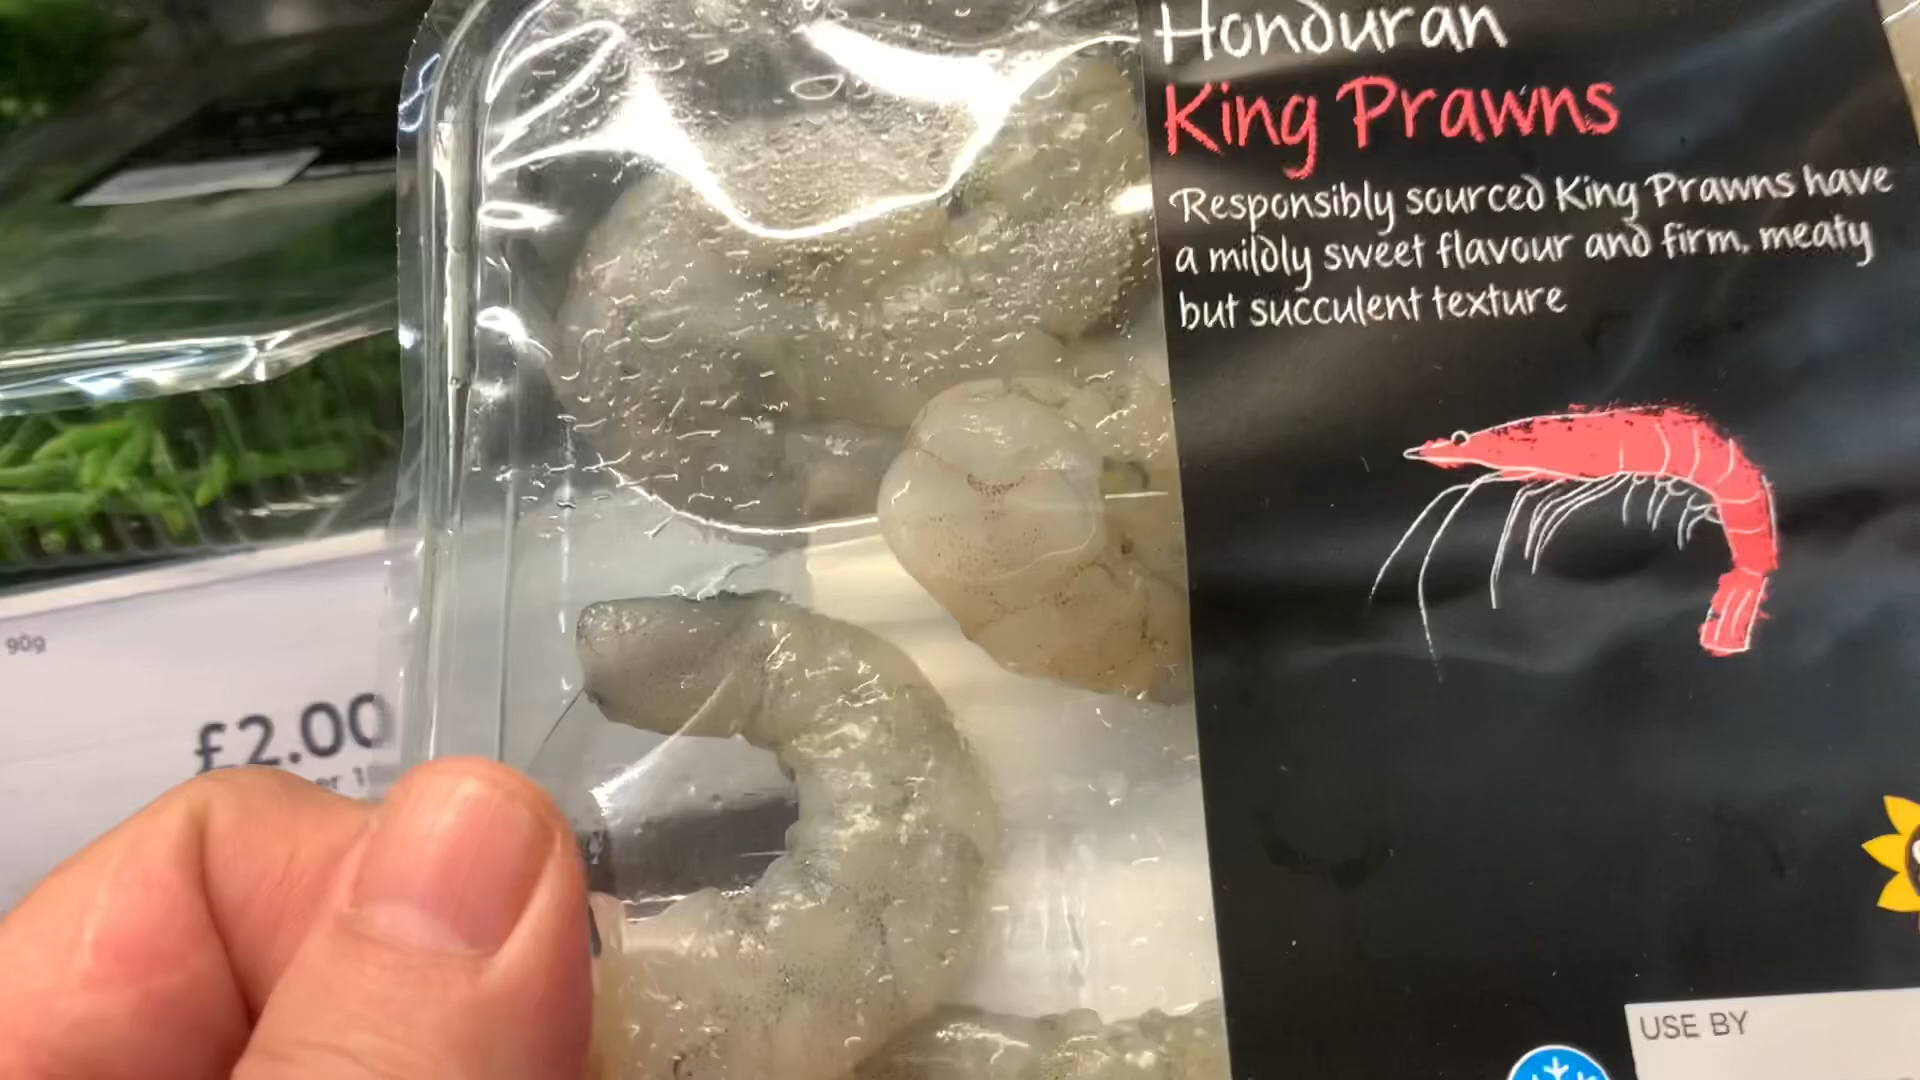 Honduran
King Prawns
Responsibly sourced King Prawns have
a mildly sweet flavour and firm, meaty
but succulent texture
90g
£2.00
USE BY